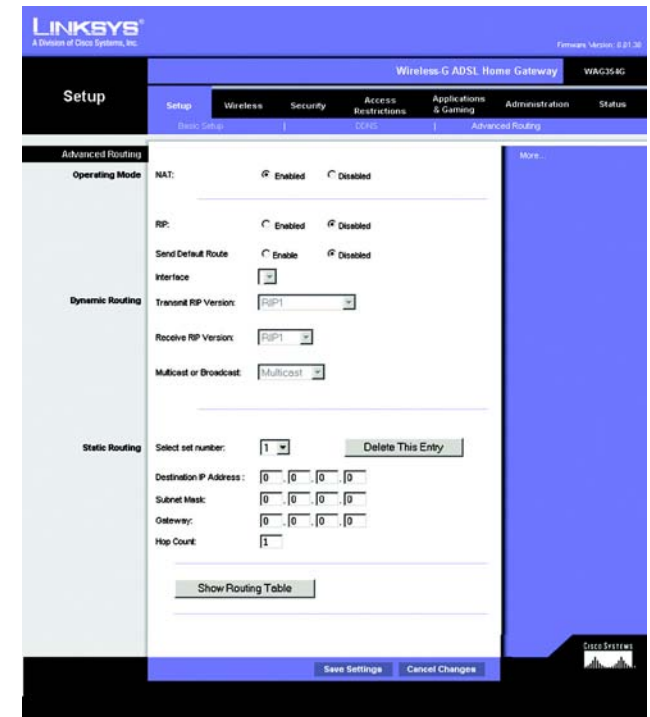 LINKSYS®
A Division of Cisco Systems, Inc.
Firmware Version: 0.01.38
Wireless-G ADSL Home Gateway WAG354G
Setup
Setup Wireless Security Access Restrictions Applications & Gaming Administration Status
Basic Setup | DDNS | Advanced Routing
Advanced Routing
More...
Operating Mode NAT: Enabled Disabled
RIP: Enabled Disabled
Send Default Route Enable Disabled
Interface
Dynamic Routing Transmit RIP Version: RIP1
Receive RIP Version: RIP1
Multicast or Broadcast: Multicast
Static Routing Select set number: 1 Delete This Entry
Destination IP Address : 0 . 0 . 0 . 0
Subnet Mask: 0 . 0 . 0 . 0
Gateway: 0 . 0 . 0 . 0
Hop Count: 1
Show Routing Table
Save Settings Cancel Changes
CISCO SYSTEMS